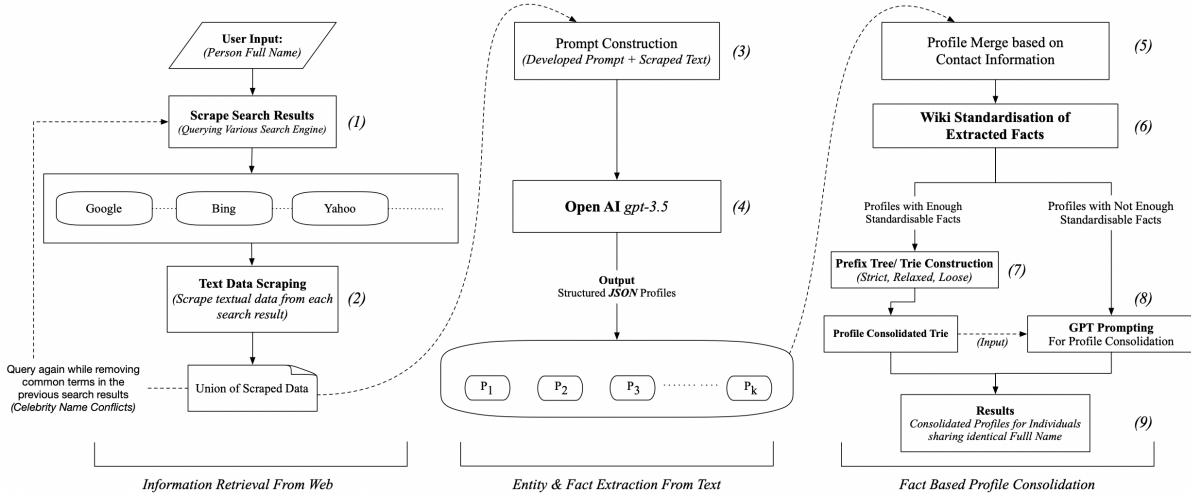 User Input:
(Person Full Name)
Scrape Search Results
(Querying Various Search Engine)
(1)
Google
Bing
Yahoo
Text Data Scraping
(Scrape textual data from each
search result)
(2)
Query again while removing
common terms in the
previous search results
(Celebrity Name Conflicts)
Union of Scraped Data
Information Retrieval From Web
Prompt Construction
(Developed Prompt + Scraped Text)
(3)
Open AI gpt-3.5
(4)
Output
Structured JSON Profiles
P1
P2
P3
Pk
Entity & Fact Extraction From Text
Profile Merge based on
Contact Information
(5)
Wiki Standardisation of
Extracted Facts
(6)
Profiles with Enough
Standardisable Facts
Profiles with Not Enough
Standardisable Facts
Prefix Tree/ Trie Construction
(Strict, Relaxed, Loose)
(7)
Profile Consolidated Trie
(Input)
(8)
GPT Prompting
For Profile Consolidation
Results
Consolidated Profiles for Individuals
sharing identical Fulll Name
(9)
Fact Based Profile Consolidation